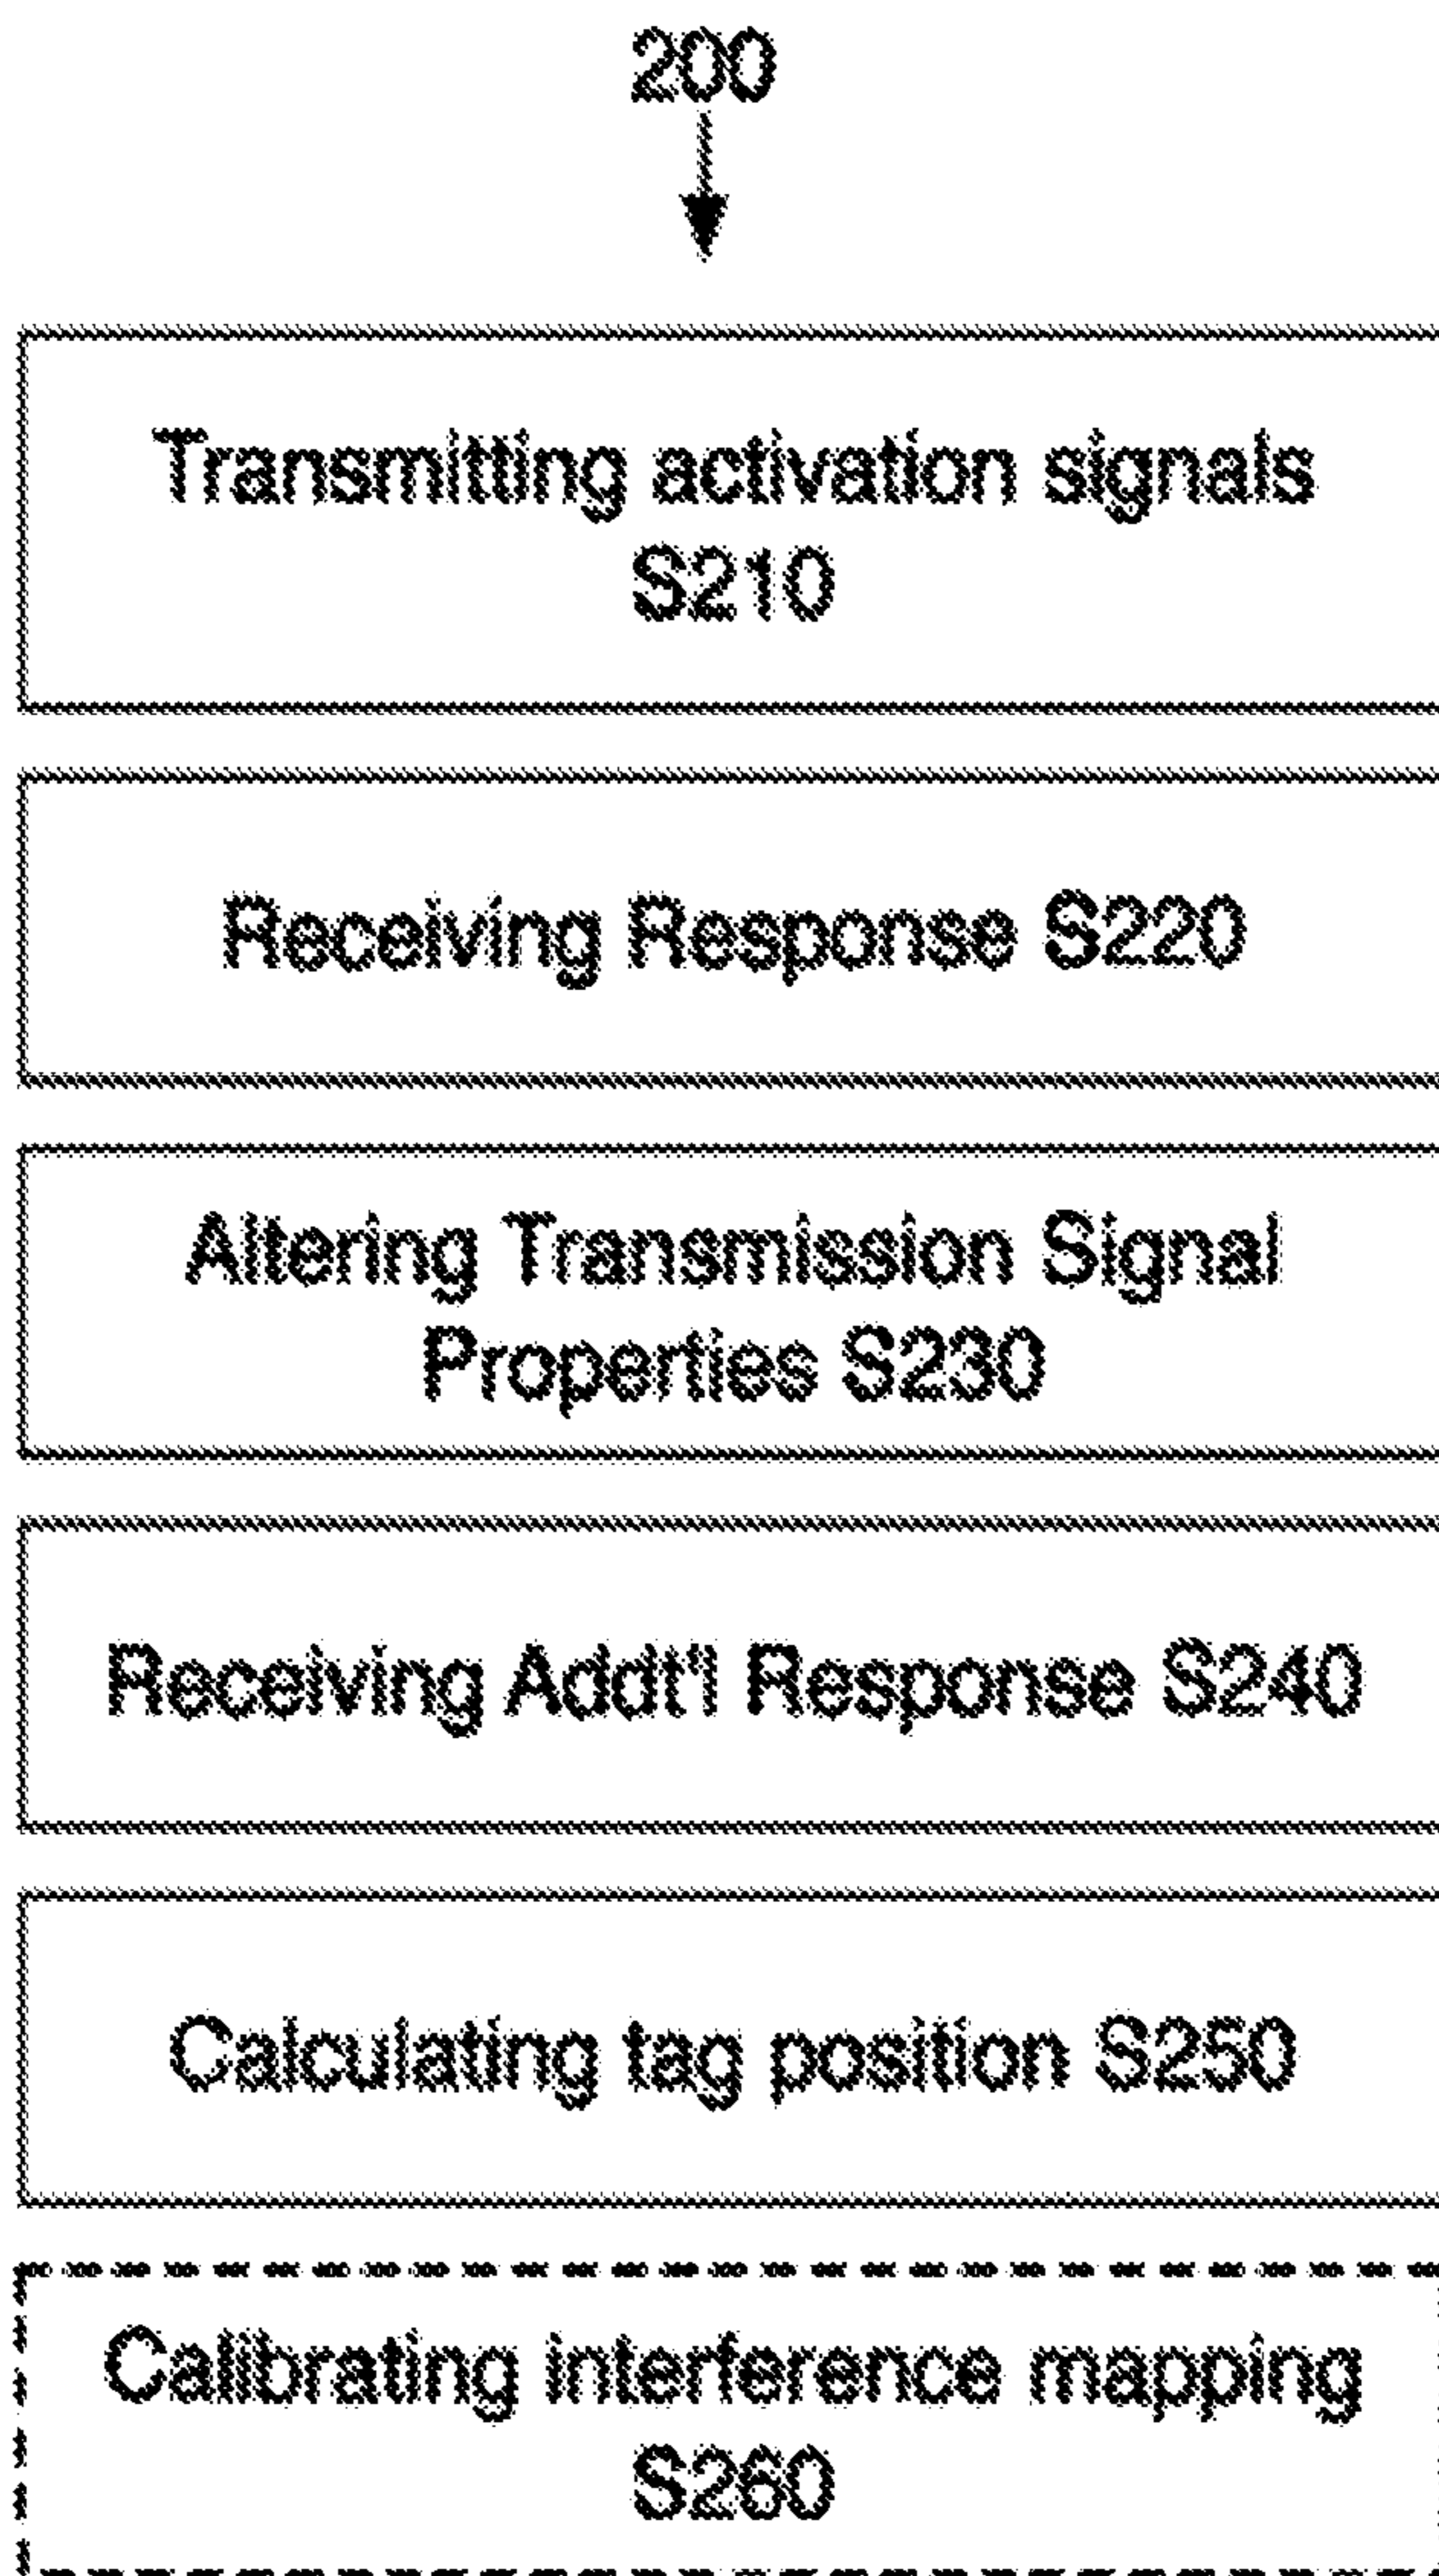 200
Transmitting activation signals
S210
Receiving Response S220
Altering Transmission Signal
Properties S230
Receiving Addt'l Response S240
Calculating tag position S250
Calibrating interference mapping
S260